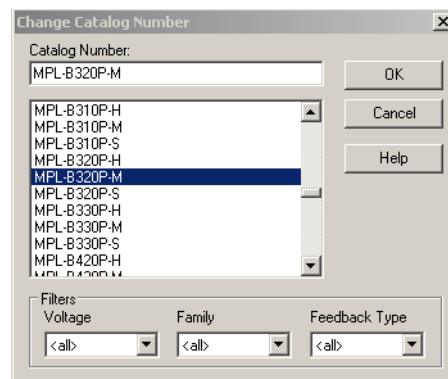 Change Catalog Number
Catalog Number:
MPL-B320P-M
OK
Cancel
Help
MPL-B310P-H
MPL-B310P-M
MPL-B310P-S
MPL-B320P-H
MPL-B320P-M
MPL-B320P-S
MPL-B330P-H
MPL-B330P-M
MPL-B330P-S
MPL-B420P-H
MPL-B420P-M
Filters
Voltage
Family
Feedback Type
<all>
<all>
<all>